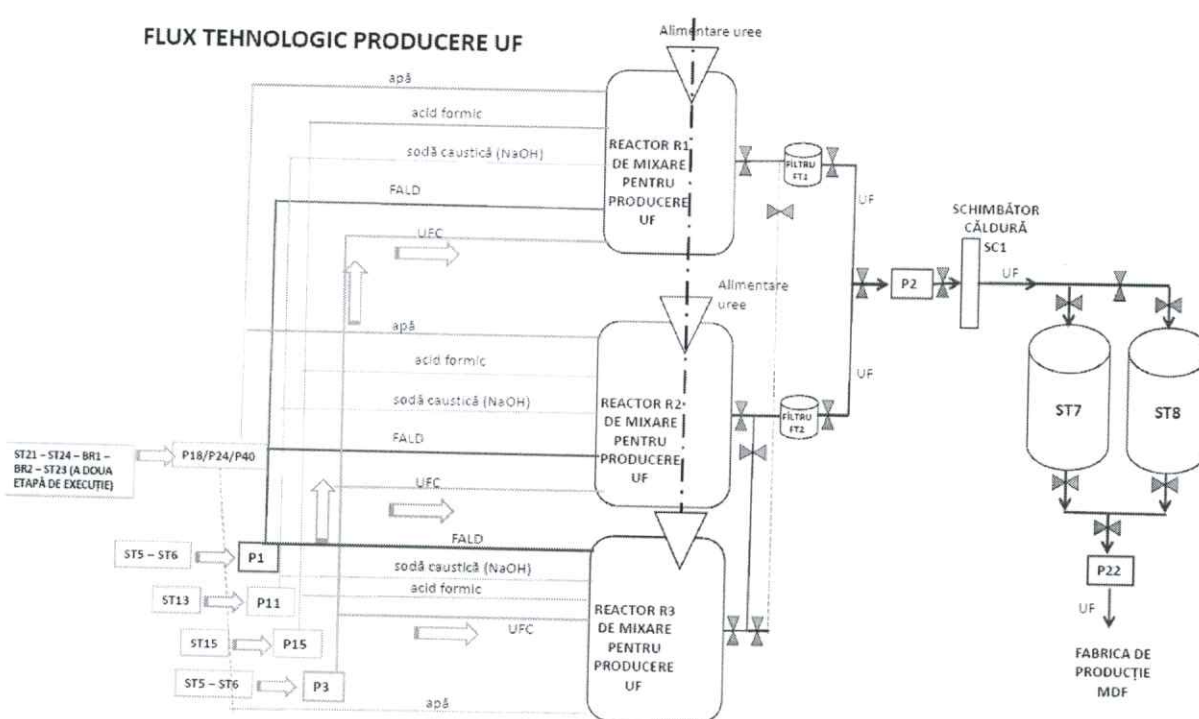 FLUX TEHNOLOGIC PRODUCERE UF
Alimentare uree
apă
acid formic
sodă caustică (NaOH)
FALD
UFC
REACTOR R1
DE MIXARE
PENTRU
PRODUCERE
UF
FILTRU
FT1
UF
SCHIMBĂTOR
CĂLDURĂ
SC1
P2
UF
Alimentare
uree
apă
acid formic
sodă caustică (NaOH)
FALD
UFC
REACTOR R2
DE MIXARE
PENTRU
PRODUCERE
UF
FILTRU
FT2
UF
ST7
ST8
ST21 – ST24 – BR1 –
BR2 – ST23 (A DOUA
ETAPĂ DE EXECUȚIE)
P18/P24/P40
ST5 – ST6
P1
FALD
sodă caustică (NaOH)
acid formic
UFC
ST13
P11
ST15
P15
ST5 – ST6
P3
apă
REACTOR R3
DE MIXARE
PENTRU
PRODUCERE
UF
P22
UF
FABRICA DE
PRODUCȚIE
MDF